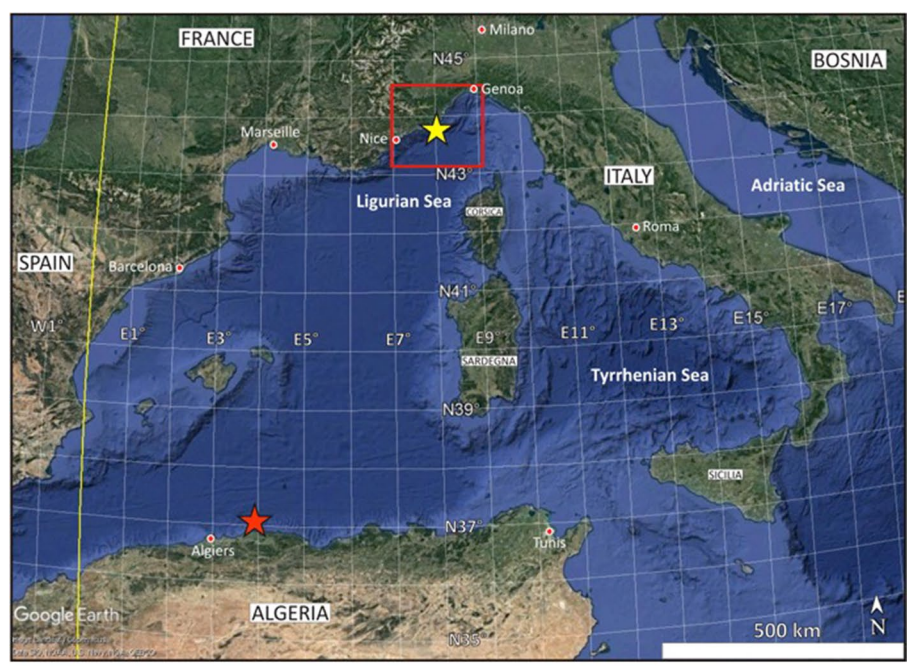 FRANCE
Milano
N45°
BOSNIA
Genoa
Marseille
Nice
N43°
ITALY
Adriatic Sea
Ligurian Sea
CORSICA
Roma
SPAIN
Barcelona
N41°
W1°
E1°
E3°
E5°
E7°
E9°
E11°
E13°
E15°
E17°
E
SARDEGNA
Tyrrhenian Sea
N39°
SICILIA
N37°
Algiers
Tunis
Google Earth
ALGERIA
N35
500 km
N